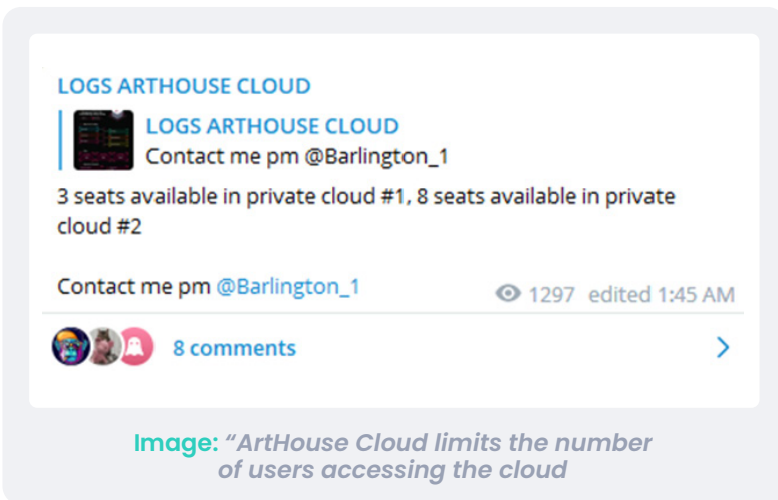 LOGS ARTHOUSE CLOUD
LOGS ARTHOUSE CLOUD
Contact me pm @Barlington_1
3 seats available in private cloud #1, 8 seats available in private
cloud #2
Contact me pm @Barlington_1
1297 edited 1:45 AM
8 comments
Image: “ArtHouse Cloud limits the number
of users accessing the cloud